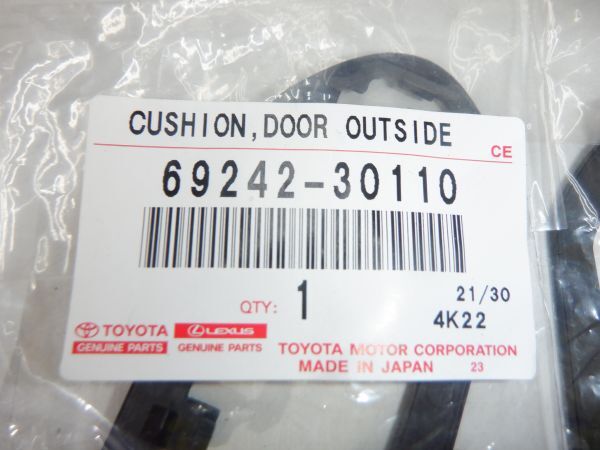 CUSHION, DOOR OUTSIDE
CE
69242-30110
QTY: 1
21/30
4K22
TOYOTA
GENUINE PARTS
LEXUS
GENUINE PARTS
TOYOTA MOTOR CORPORATION
MADE IN JAPAN 23